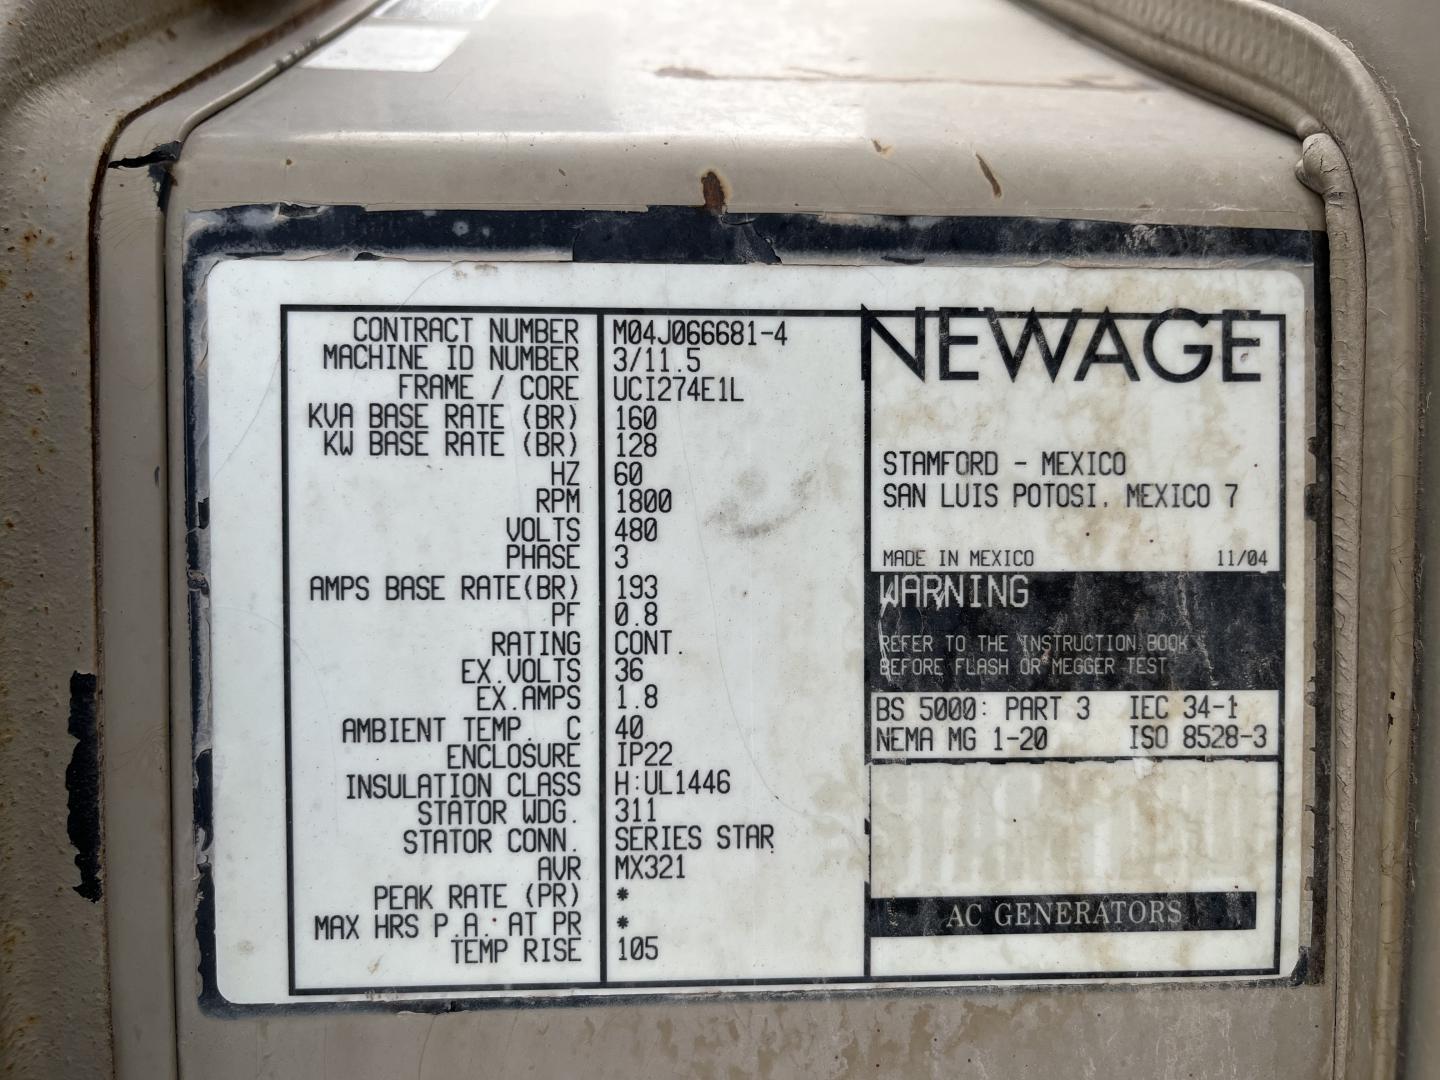 CONTRACT NUMBER M04J066681-4
MACHINE ID NUMBER 3/11.5
FRAME / CORE UCI274E1L
KVA BASE RATE (BR) 160
KW BASE RATE (BR) 128
HZ 60
RPM 1800
VOLTS 480
PHASE 3
AMPS BASE RATE(BR) 193
PF 0.8
RATING CONT.
EX.VOLTS 36
EX.AMPS 1.8
AMBIENT TEMP. C 40
ENCLOSURE IP22
INSULATION CLASS H:UL1446
STATOR WDG. 311
STATOR CONN. SERIES STAR
AVR MX321
PEAK RATE (PR) *
MAX HRS P.A. AT PR *
TEMP RISE 105
NEWAGE
STAMFORD - MEXICO
SAN LUIS POTOSI, MEXICO 7
MADE IN MEXICO 11/04
WARNING
REFER TO THE INSTRUCTION BOOK
BEFORE FLASH OR MEGGER TEST
BS 5000: PART 3 IEC 34-1
NEMA MG 1-20 ISO 8528-3
AC GENERATORS